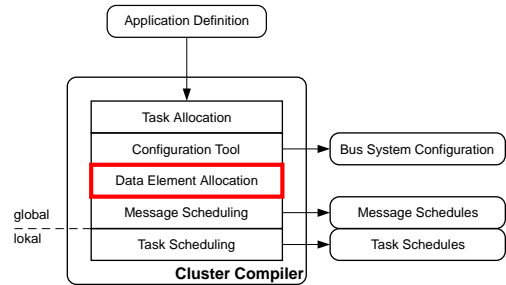 Application Definition
Task Allocation
Configuration Tool
Bus System Configuration
Data Element Allocation
global
Message Scheduling
Message Schedules
lokal
Task Scheduling
Task Schedules
Cluster Compiler